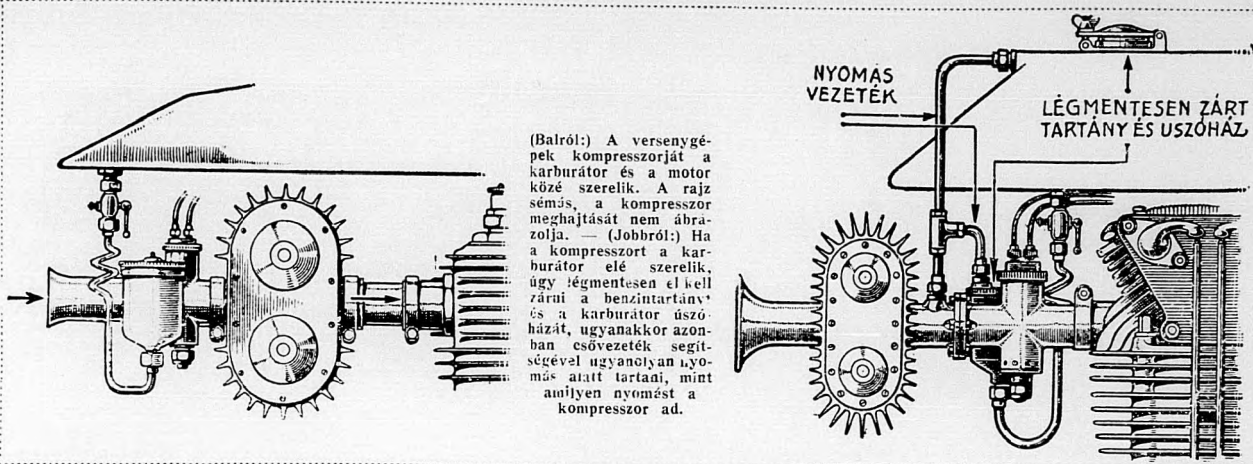 (Balról:) A versenygé-
pek kompresszorját a
karburátor és a motor
közé szerelik. A rajz
sémás, a kompresszor
meghajtását nem ábrá-
zolja. — (Jobbról:) Ha
a kompresszort a kar-
burátor elé szerelik,
úgy légmentesen el kell
zárni a benzintartányt
és a karburátor úszó
házát, ugyanakkor azon-
ban csővezeték segít-
ségével ugyanolyan nyo-
más alatt tartani, mint
amilyen nyomást a
kompresszor ad.
NYOMÁS
VEZETÉK
LÉGMENTESEN ZÁRT
TARTÁNY ÉS USZÓHÁZ